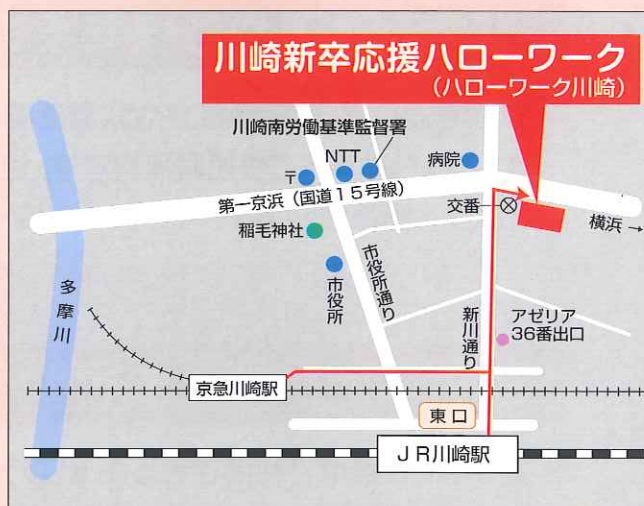 川崎新卒応援ハローワーク
(ハローワーク川崎)
川崎南労働基準監督署
NTT
病院
〒
第一京浜(国道15号線)
交番
横浜→
稲毛神社
市役所
市役所通り
多摩川
新川通り
アゼリア
36番出口
京急川崎駅
東口
JR川崎駅